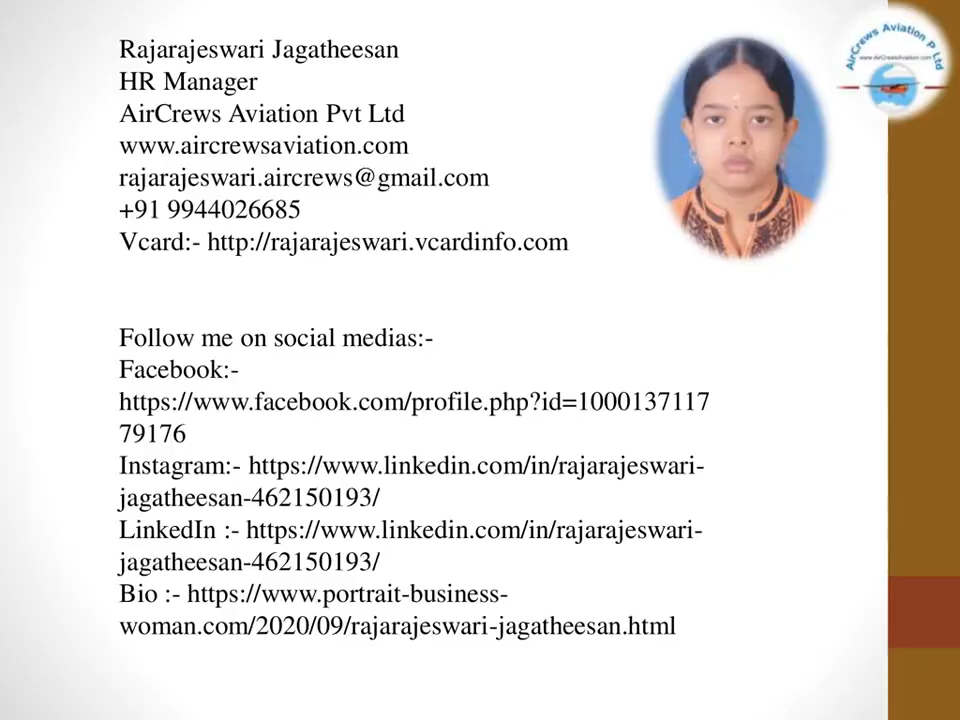 Rajarajeswari Jagatheesan
HR Manager
AirCrews Aviation Pvt Ltd
www.aircrewsaviation.com
rajarajeswari.aircrews@gmail.com
+91 9944026685
Vcard:- http://rajarajeswari.vcardinfo.com
AirCrews Aviation P Ltd
www.AirCrewsAviation.com
Follow me on social medias:-
Facebook:-
https://www.facebook.com/profile.php?id=1000137117
79176
Instagram:- https://www.linkedin.com/in/rajarajeswari-
jagatheesan-462150193/
LinkedIn :- https://www.linkedin.com/in/rajarajeswari-
jagatheesan-462150193/
Bio :- https://www.portrait-business-
woman.com/2020/09/rajarajeswari-jagatheesan.html